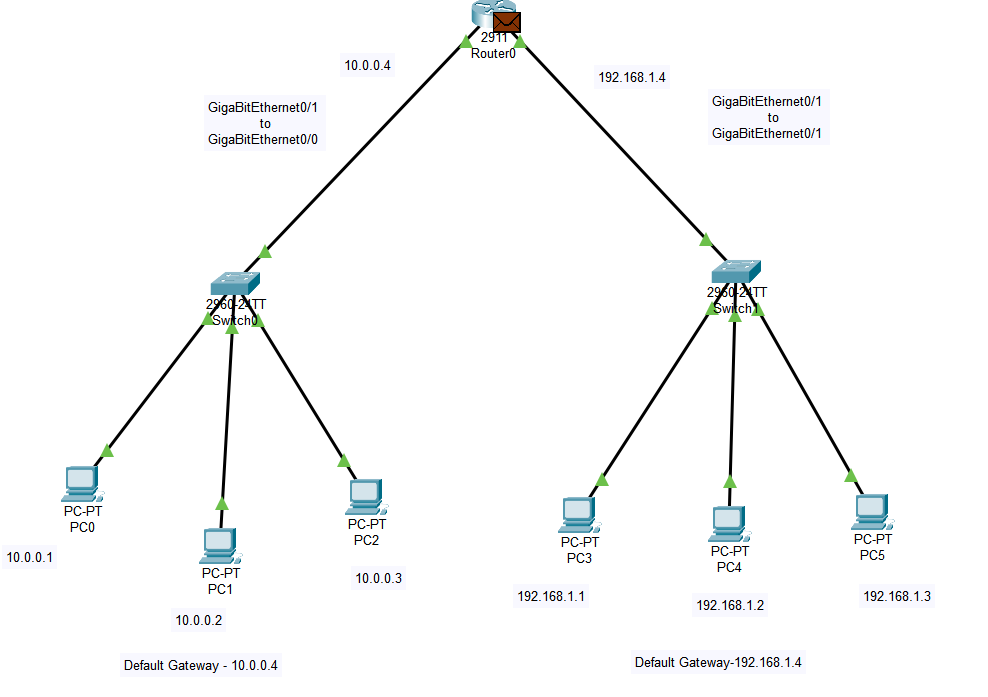 2911
Router0
10.0.0.4
192.168.1.4
GigaBitEthernet0/1
to
GigaBitEthernet0/0
GigaBitEthernet0/1
to
GigaBitEthernet0/1
2960-24TT
Switch0
2960-24TT
Switch1
PC-PT
PC0
PC-PT
PC1
PC-PT
PC2
PC-PT
PC3
PC-PT
PC4
PC-PT
PC5
10.0.0.1
10.0.0.2
10.0.0.3
192.168.1.1
192.168.1.2
192.168.1.3
Default Gateway - 10.0.0.4
Default Gateway-192.168.1.4